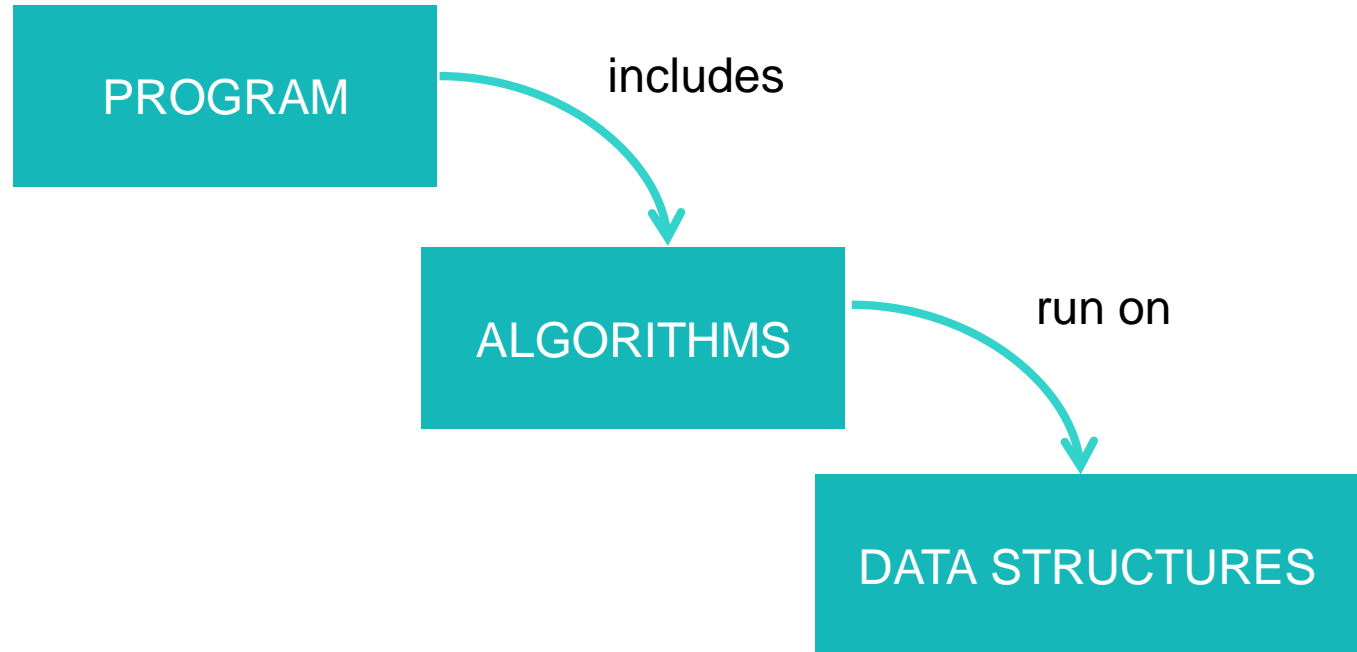 PROGRAM
includes
ALGORITHMS
run on
DATA STRUCTURES